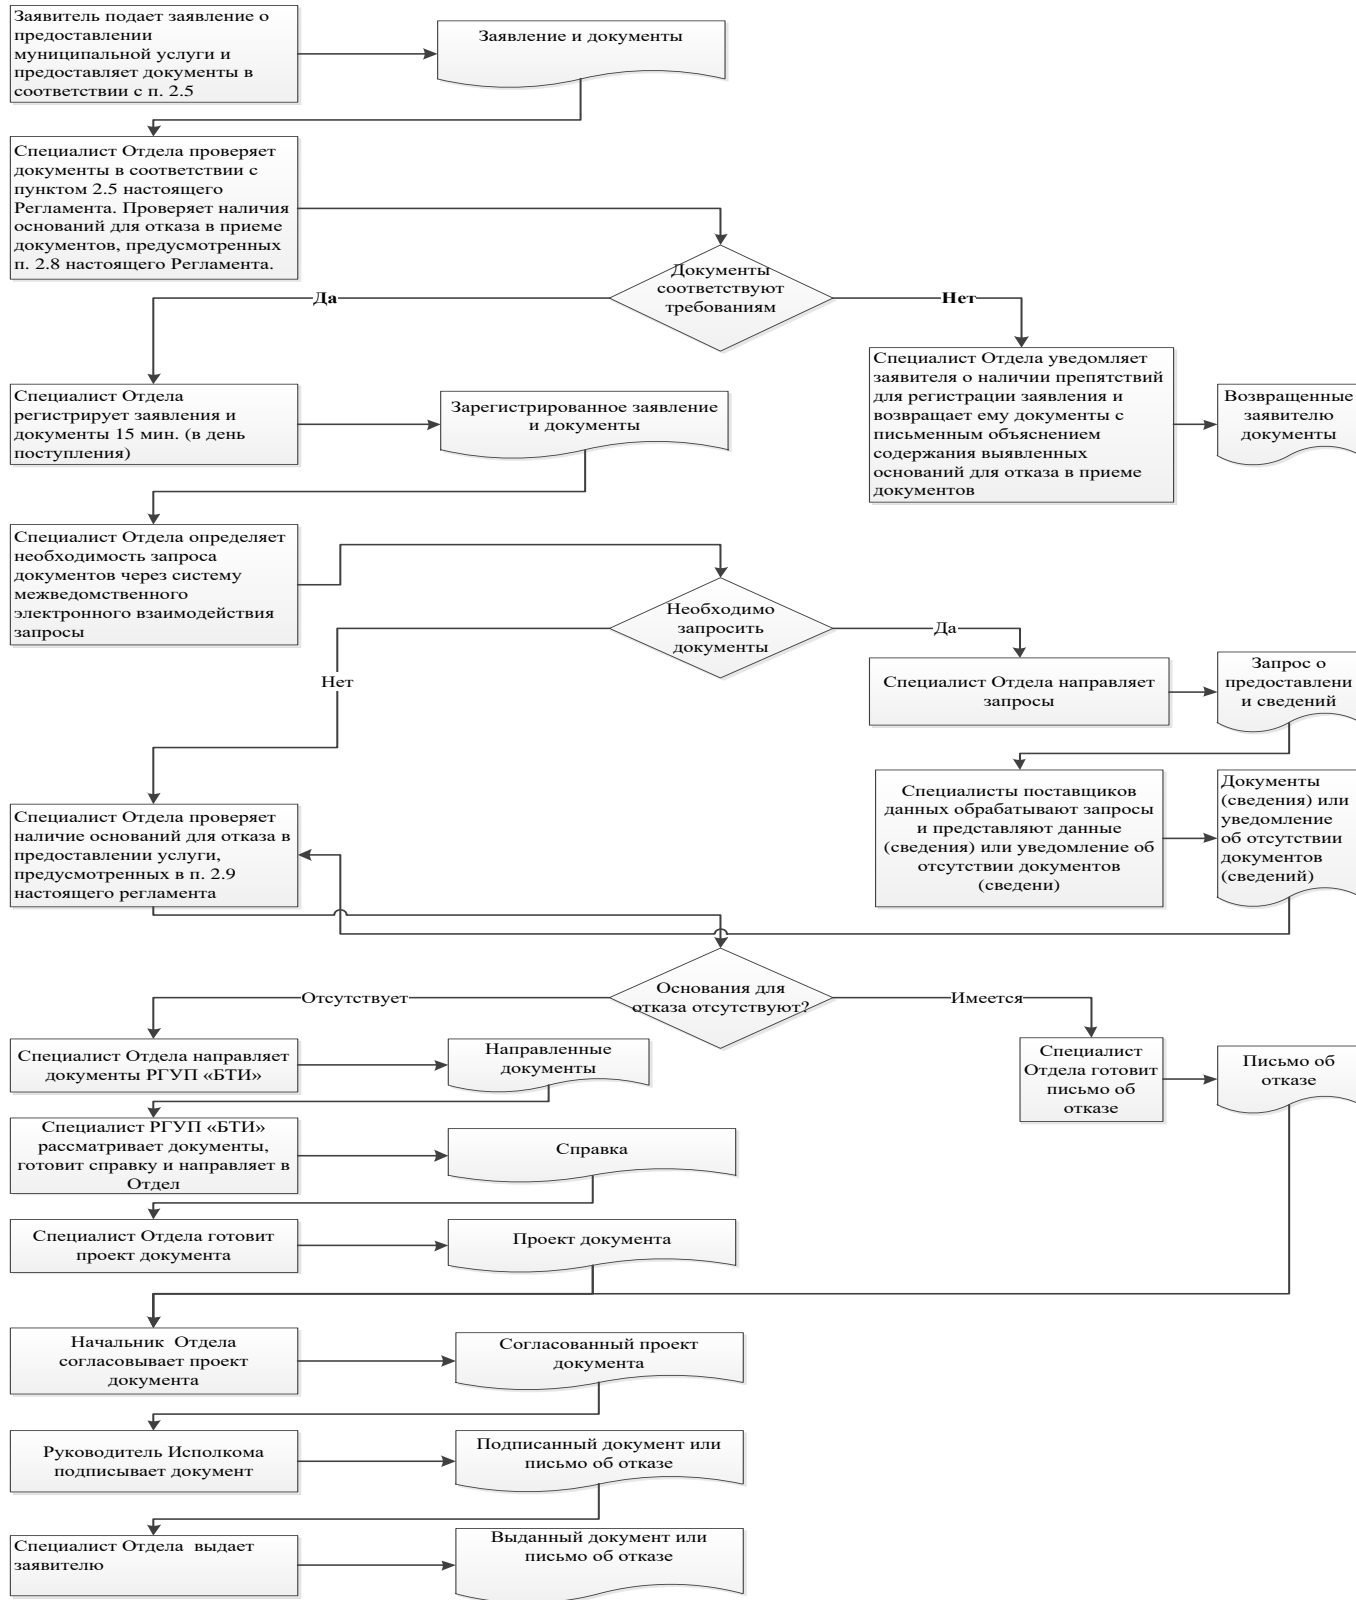 Заявитель подает заявление о
предоставлении
муниципальной услуги и
предоставляет документы в
соответствии с п. 2.5
Заявление и документы
Специалист Отдела проверяет
документы в соответствии с
пунктом 2.5 настоящего
Регламента. Проверяет наличия
оснований для отказа в приеме
документов, предусмотренных
п. 2.8 настоящего Регламента.
Документы
соответствуют
требованиям
Да
Нет
Специалист Отдела
регистрирует заявления и
документы 15 мин. (в день
поступления)
Зарегистрированное заявление
и документы
Специалист Отдела уведомляет
заявителя о наличии препятствий
для регистрации заявления и
возвращает ему документы с
письменным объяснением
содержания выявленных
оснований для отказа в приеме
документов
Возвращенные
заявителю
документы
Специалист Отдела определяет
необходимость запроса
документов через систему
межведомственного
электронного взаимодействия
запросы
Необходимо
запросить
документы
Да
Нет
Специалист Отдела направляет
запросы
Запрос о
предоставлени
и сведений
Специалисты поставщиков
данных обрабатывают запросы
и представляют данные
(сведения) или уведомление об
отсутствии документов
(сведени)
Документы
(сведения) или
уведомление
об отсутствии
документов
(сведений)
Специалист Отдела проверяет
наличие оснований для отказа в
предоставлении услуги,
предусмотренных в п. 2.9
настоящего регламента
Основания для
отказа отсутствуют?
Отсутствует
Имеется
Специалист Отдела направляет
документы РГУП «БТИ»
Направленные
документы
Специалист
Отдела готовит
письмо об
отказе
Письмо об
отказе
Специалист РГУП «БТИ»
рассматривает документы,
готовит справку и направляет в
Отдел
Справка
Специалист Отдела готовит
проект документа
Проект документа
Начальник  Отдела
согласовывает проект
документа
Согласованный проект
документа
Руководитель Исполкома
подписывает документ
Подписанный документ или
письмо об отказе
Специалист Отдела  выдает
заявителю
Выданный документ или
письмо об отказе